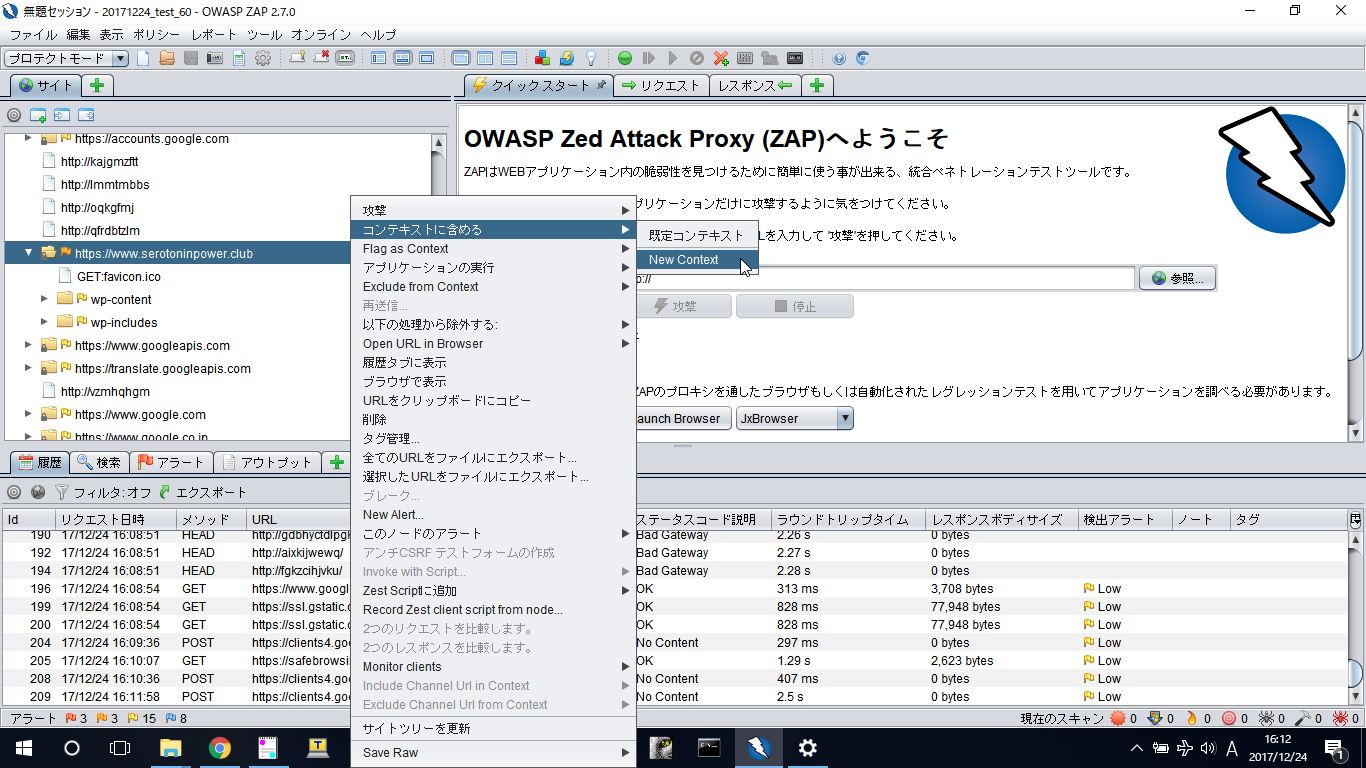 無題セッション - 20171224_test_60 - OWASP ZAP 2.7.0
ファイル 編集 表示 ポリシー レポート ツール オンライン ヘルプ
プロテクトモード
サイト
クイックスタート リクエスト レスポンス
https://accounts.google.com
http://kajgmzftt
http://lmmtmbbs
http://oqkgfmj
http://qfrdbtzlm
https://www.serotoninpower.club
GET:favicon.ico
wp-content
wp-includes
https://www.googleapis.com
https://translate.googleapis.com
http://vzmhqhgm
https://www.google.com
https://www.google.co.jp
OWASP Zed Attack Proxy (ZAP)へようこそ
ZAPはWEBアプリケーション内の脆弱性を見つけるために簡単に使う事が出来る、統合ペネトレーションテストツールです。
プリケーションだけに攻撃するように気をつけてください。
Lを入力して '攻撃'を押してください。
p://
参照...
攻撃 停止
ZAPのプロキシを通したブラウザもしくは自動化されたレグレッションテストを用いてアプリケーションを調べる必要があります。
aunch Browser JxBrowser
攻撃
コンテキストに含める
Flag as Context
アプリケーションの実行
Exclude from Context
再送信...
以下の処理から除外する:
Open URL in Browser
履歴タブに表示
ブラウザで表示
URLをクリップボードにコピー
削除
タグ管理...
全てのURLをファイルにエクスポート...
選択したURLをファイルにエクスポート...
ブレーク...
New Alert...
このノードのアラート
アンチCSRF テストフォームの作成
Invoke with Script...
Zest Scriptに追加
Record Zest client script from node...
2つのリクエストを比較します。
2つのレスポンスを比較します。
Monitor clients
Include Channel Url in Context
Exclude Channel Url from Context
サイトツリーを更新
Save Raw
既定コンテキスト
New Context
履歴 検索 アラート アウトプット
フィルタ:オフ エクスポート
Id リクエスト日時 メソッド URL ステータスコード説明 ラウンドトリップタイム レスポンスボディサイズ 検出アラート ノート タグ
190 17/12/24 16:08:51 HEAD http://gdbhyctdlpgk Bad Gateway 2.26 s 0 bytes
192 17/12/24 16:08:51 HEAD http://aixkijwewq/ Bad Gateway 2.27 s 0 bytes
194 17/12/24 16:08:51 HEAD http://fgkzcihjvku/ Bad Gateway 2.28 s 0 bytes
196 17/12/24 16:08:54 GET https://www.googl OK 313 ms 3,708 bytes Low
199 17/12/24 16:08:54 GET https://ssl.gstatic.c OK 828 ms 77,948 bytes Low
200 17/12/24 16:08:54 GET https://ssl.gstatic.c OK 828 ms 77,948 bytes Low
204 17/12/24 16:09:36 POST https://clients4.goo No Content 297 ms 0 bytes Low
205 17/12/24 16:10:07 GET https://safebrowsi OK 1.29 s 2,623 bytes Low
208 17/12/24 16:10:36 POST https://clients4.goo No Content 407 ms 0 bytes Low
209 17/12/24 16:11:58 POST https://clients4.goo No Content 2.5 s 0 bytes Low
アラート 3 3 15 8
現在のスキャン 0 0 0 0 0 0 0
A
16:12
2017/12/24
1